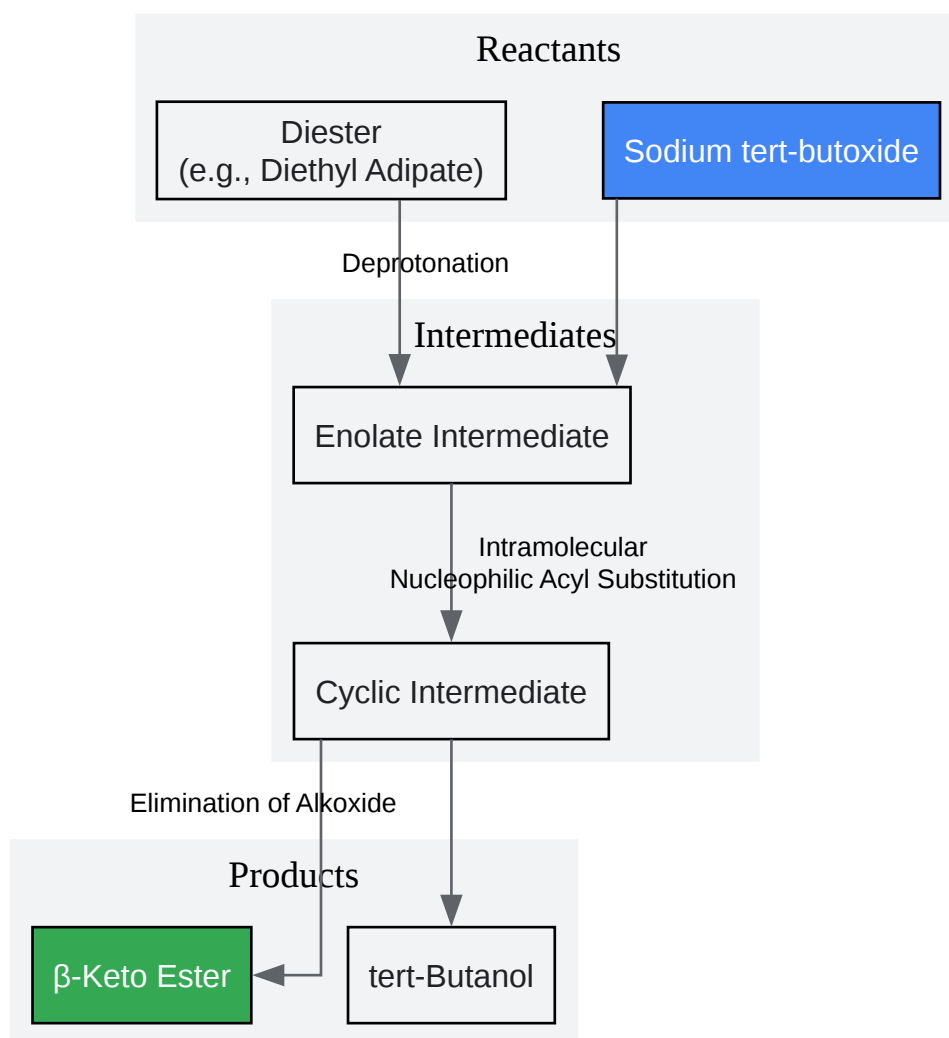 Reactants
Diester
(e.g., Diethyl Adipate)
Sodium tert-butoxide
Deprotonation
Intermediates
Enolate Intermediate
Intramolecular
Nucleophilic Acyl Substitution
Cyclic Intermediate
Elimination of Alkoxide
Products
β-Keto Ester
tert-Butanol